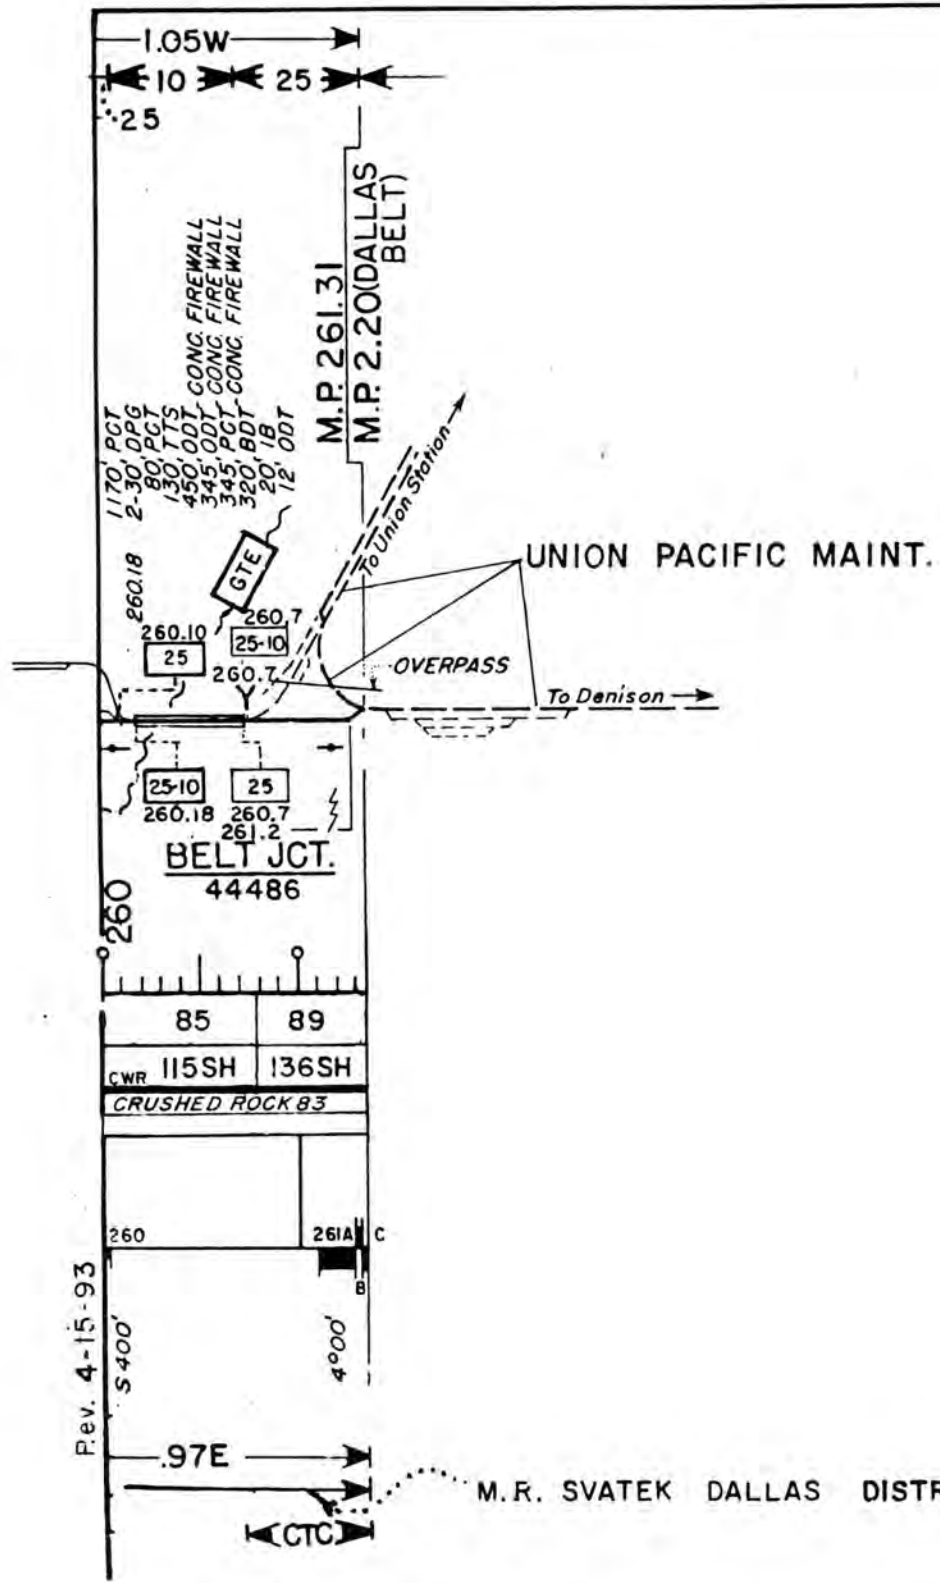 1.05W
10 25
25
M.P. 261.31
M.P. 2.20(DALLAS
BELT)
1170' PCT
2-30' DPG
80' PCT
130' TTS
450' ODT-CONC. FIREWALL
345' ODT-CONC. FIREWALL
345' PCT-CONC. FIREWALL
320' BDT
20' IB
12' ODT
To Union Station
UNION PACIFIC MAINT.
GTE
260.18
260.10
25
260.7
25-10
260.7
OVERPASS
To Denison
25-10
260.18
25
260.7
261.2
BELT JCT.
44486
260
85 89
CWR 115SH 136SH
CRUSHED ROCK 83
260 261A C
B
S 400'
4°00'
Rev. 4-15-93
.97E
M.R. SVATEK DALLAS DISTR
CTC